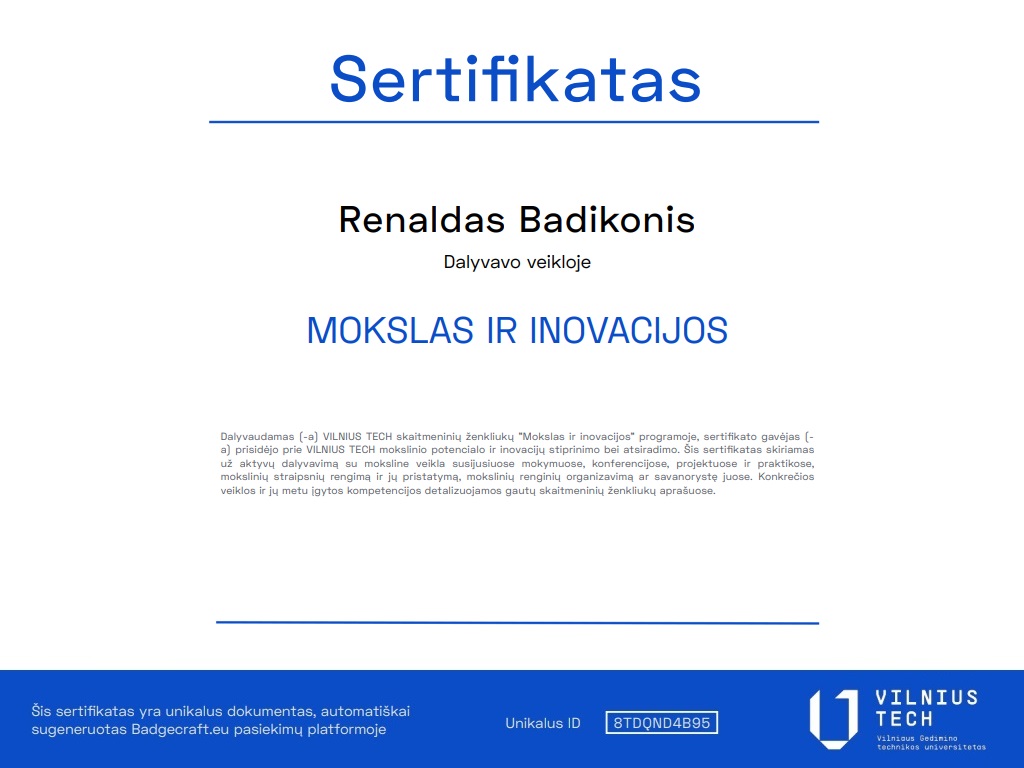 Sertifikatas
Renaldas Badikonis
Dalyvavo veikloje
MOKSLAS IR INOVACIJOS
Dalyvaudamas (-a) VILNIUS TECH skaitmeninių ženkliukų "Mokslas ir inovacijos" programoje, sertifikato gavėjas (-
a) prisidėjo prie VILNIUS TECH mokslinio potencialo ir inovacijų stiprinimo bei atsiradimo. Šis sertifikatas skiriamas
už aktyvų dalyvavimą su moksline veikla susijusiuose mokymuose, konferencijose, projektuose ir praktikose,
mokslinių straipsnių rengimą ir jų pristatymą, mokslinių renginių organizavimą ar savanorystę juose. Konkrečios
veiklos ir jų metu įgytos kompetencijos detalizuojamos gautų skaitmeninių ženkliukų aprašuose.
Šis sertifikatas yra unikalus dokumentas, automatiškai
sugeneruotas Badgecraft.eu pasiekimų platformoje
Unikalus ID 8TDQND4B95
VILNIUS
TECH
Vilniaus Gedimino
technikos universitetas